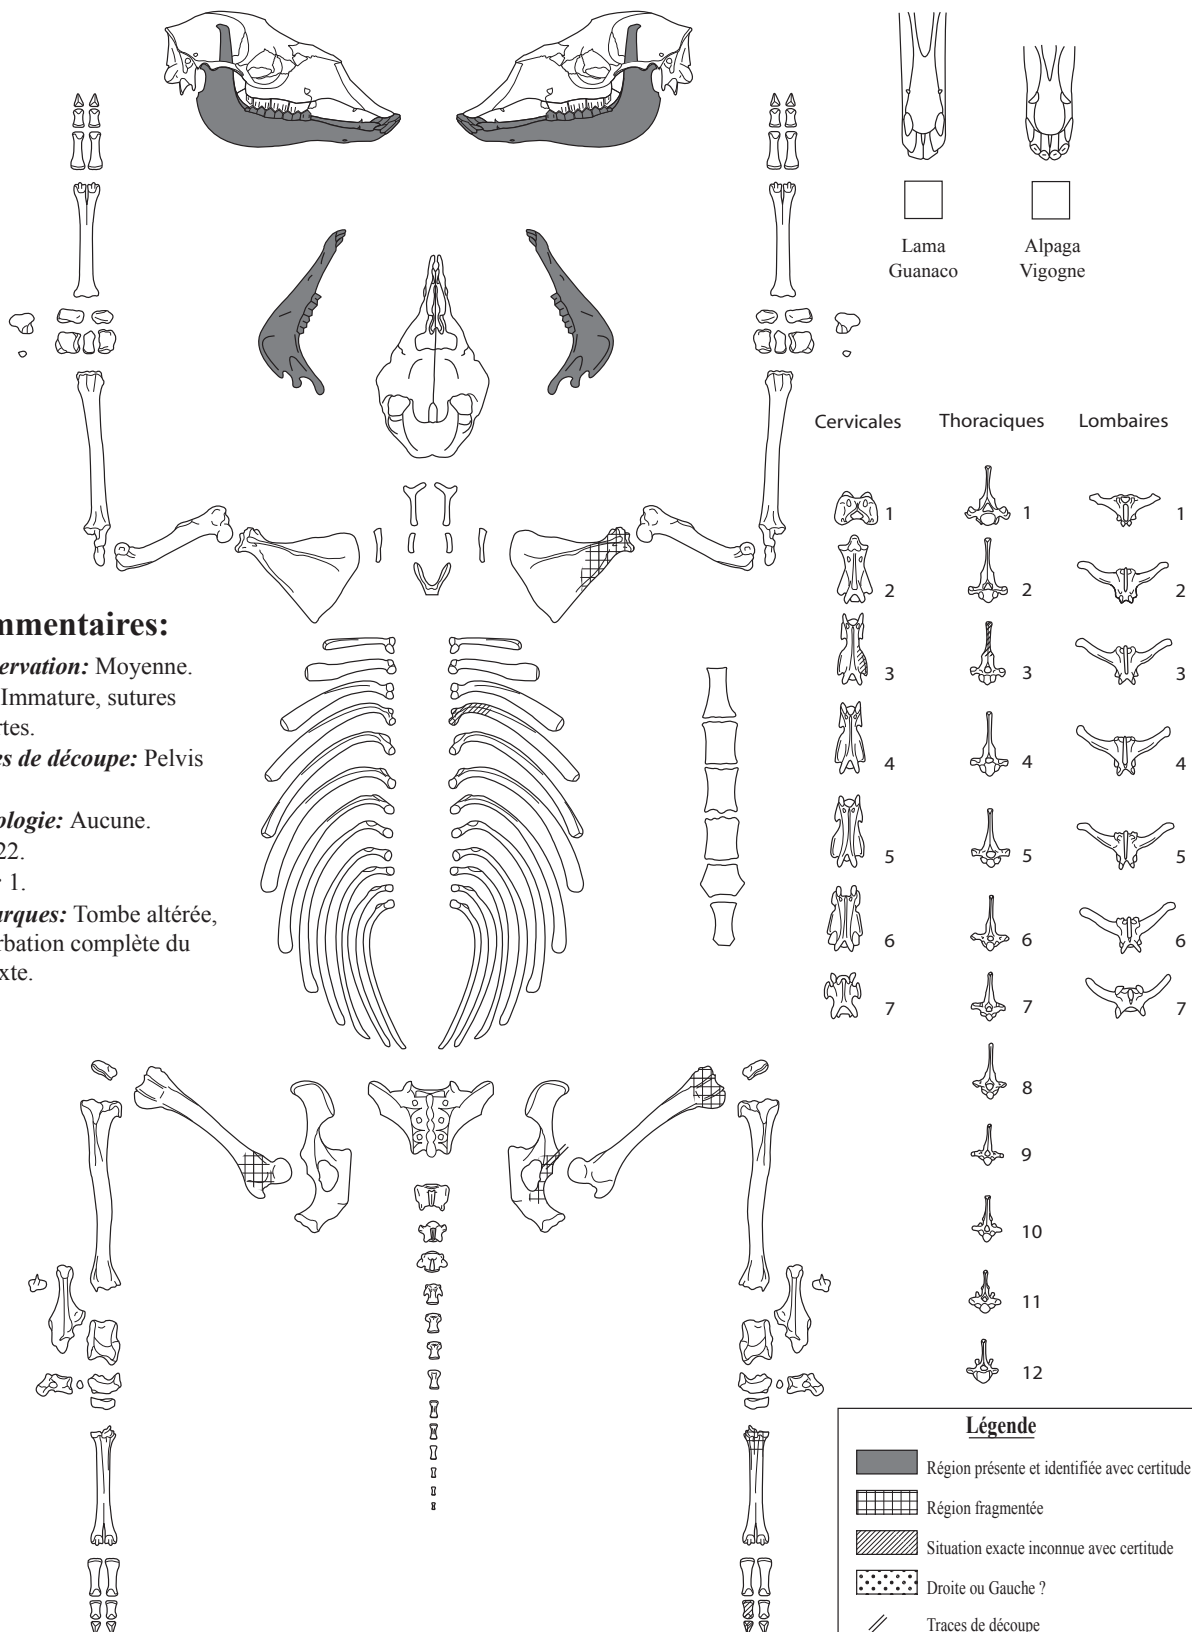 Lama
Guanaco
Alpaga
Vigogne
Cervicales
Thoraciques
Lombaires
1
2
3
4
5
6
7
1
2
3
4
5
6
7
8
9
10
11
12
1
2
3
4
5
6
7
mmentaires:
servation: Moyenne.
Immature, sutures
rtes.
es de découpe: Pelvis
ologie: Aucune.
22.
: 1.
arques: Tombe altérée,
rbation complète du
exte.
Légende
Région présente et identifiée avec certitude
Région fragmentée
Situation exacte inconnue avec certitude
Droite ou Gauche ?
Traces de découpe